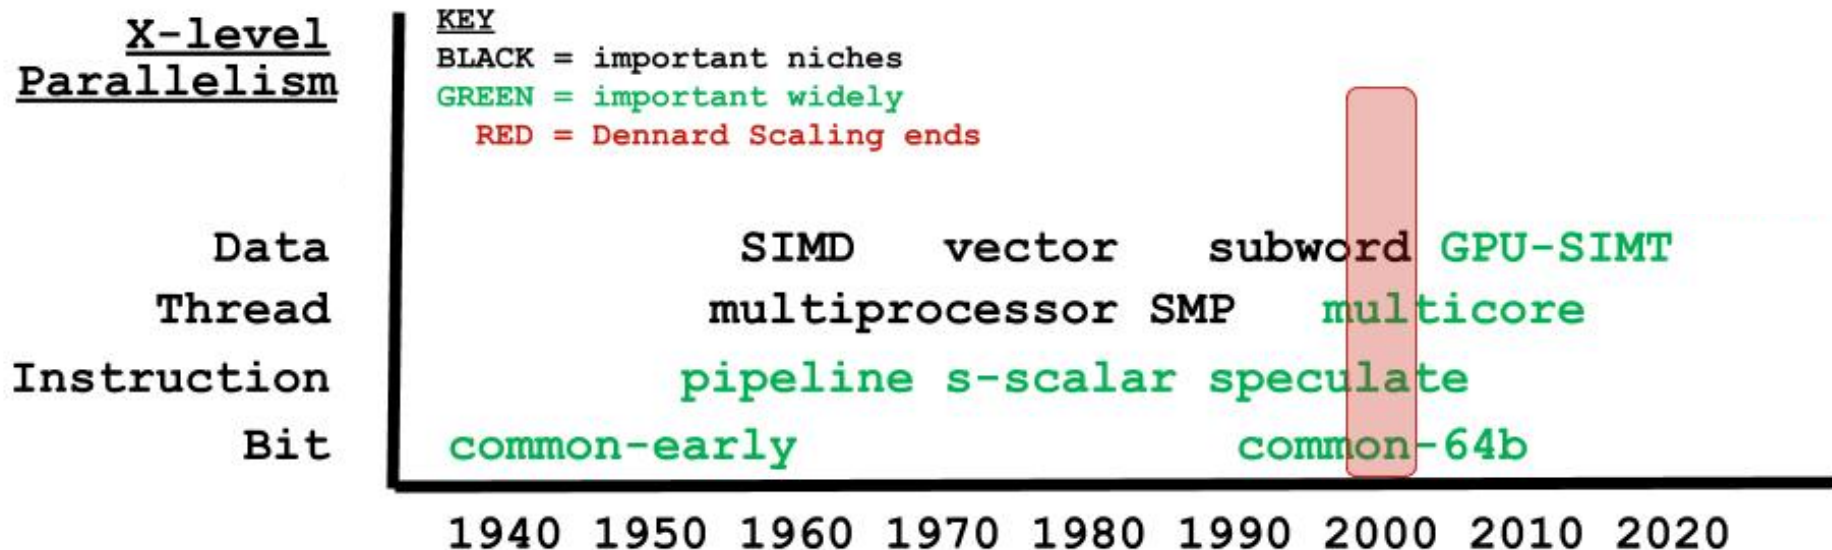 X-level
Parallelism
KEY
BLACK = important niches
GREEN = important widely
RED = Dennard Scaling ends
Data SIMD vector subword GPU-SIMT
Thread multiprocessor SMP multicore
Instruction pipeline s-scalar speculate
Bit common-early common-64b
1940 1950 1960 1970 1980 1990 2000 2010 2020